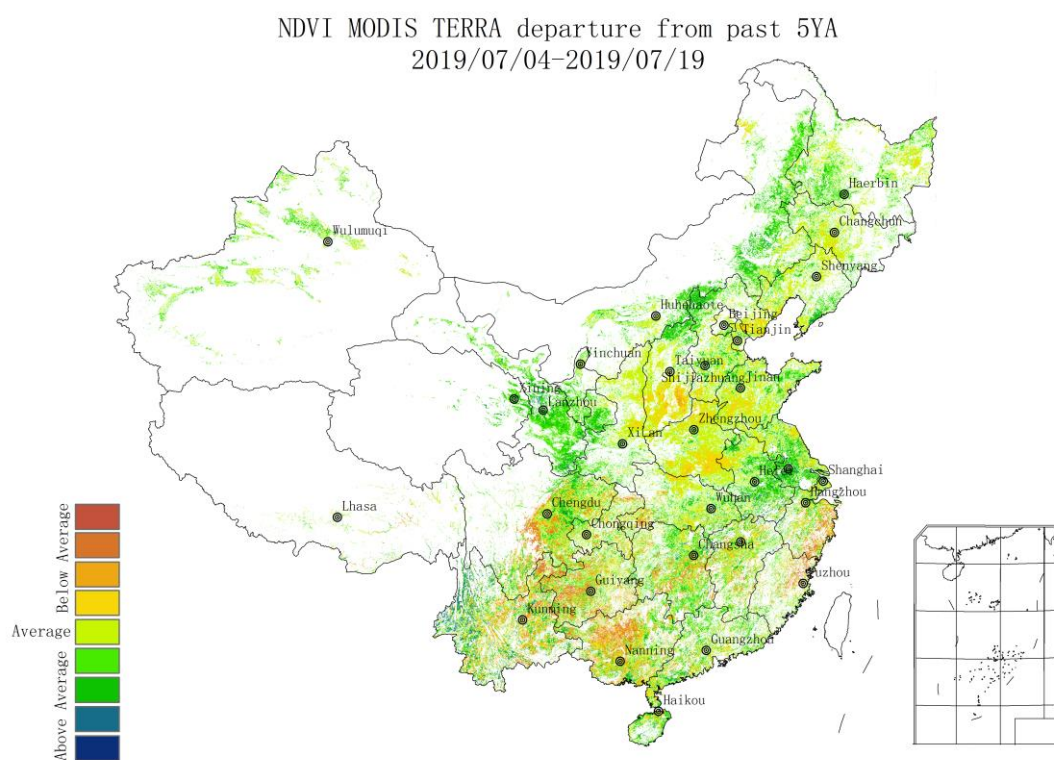 NDVI MODIS TERRA departure from past 5YA
2019/07/04-2019/07/19
Haerbin
Changchun
Wulumuqi
Shenyang
Huhehaote
Beijing
Tianjin
Yinchuan
Taiyuan
Shijiazhuang
Jinan
Xining
Lanzhou
Zhengzhou
Xi'an
Hefei
Shanghai
Hangzhou
Wuhan
Lhasa
Chengdu
Chongqing
Changsha
Fuzhou
Guiyang
Kunming
Nanning
Guangzhou
Haikou
Below Average
Average
Above Average